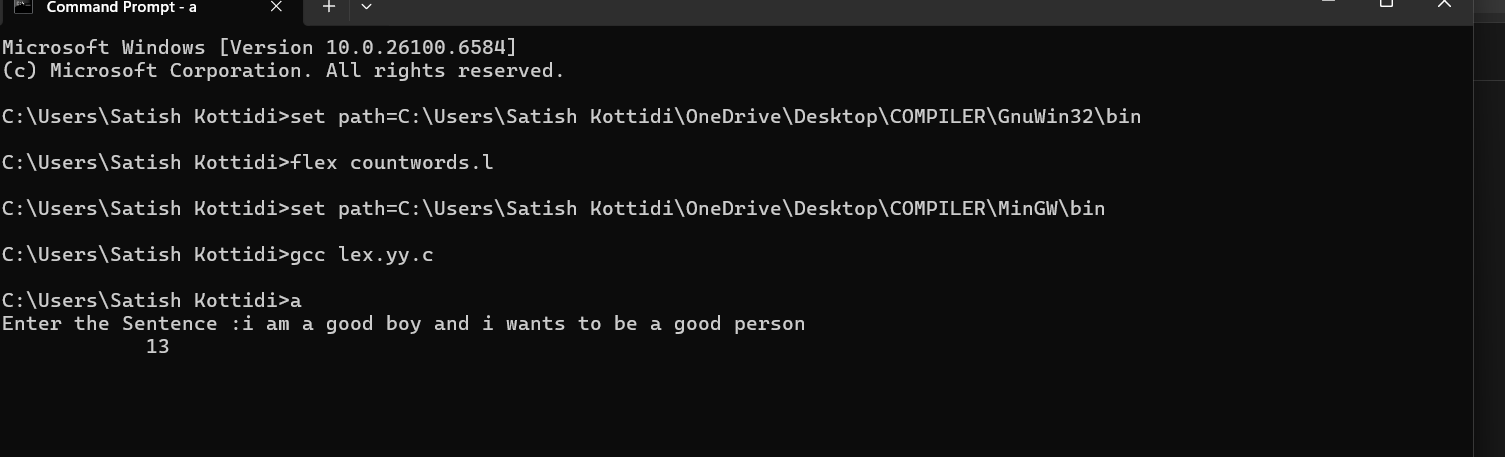 Command Prompt - a
Microsoft Windows [Version 10.0.26100.6584]
(c) Microsoft Corporation. All rights reserved.
C:\Users\Satish Kottidi>set path=C:\Users\Satish Kottidi\OneDrive\Desktop\COMPILER\GnuWin32\bin
C:\Users\Satish Kottidi>flex countwords.l
C:\Users\Satish Kottidi>set path=C:\Users\Satish Kottidi\OneDrive\Desktop\COMPILER\MinGW\bin
C:\Users\Satish Kottidi>gcc lex.yy.c
C:\Users\Satish Kottidi>a
Enter the Sentence :i am a good boy and i wants to be a good person
13